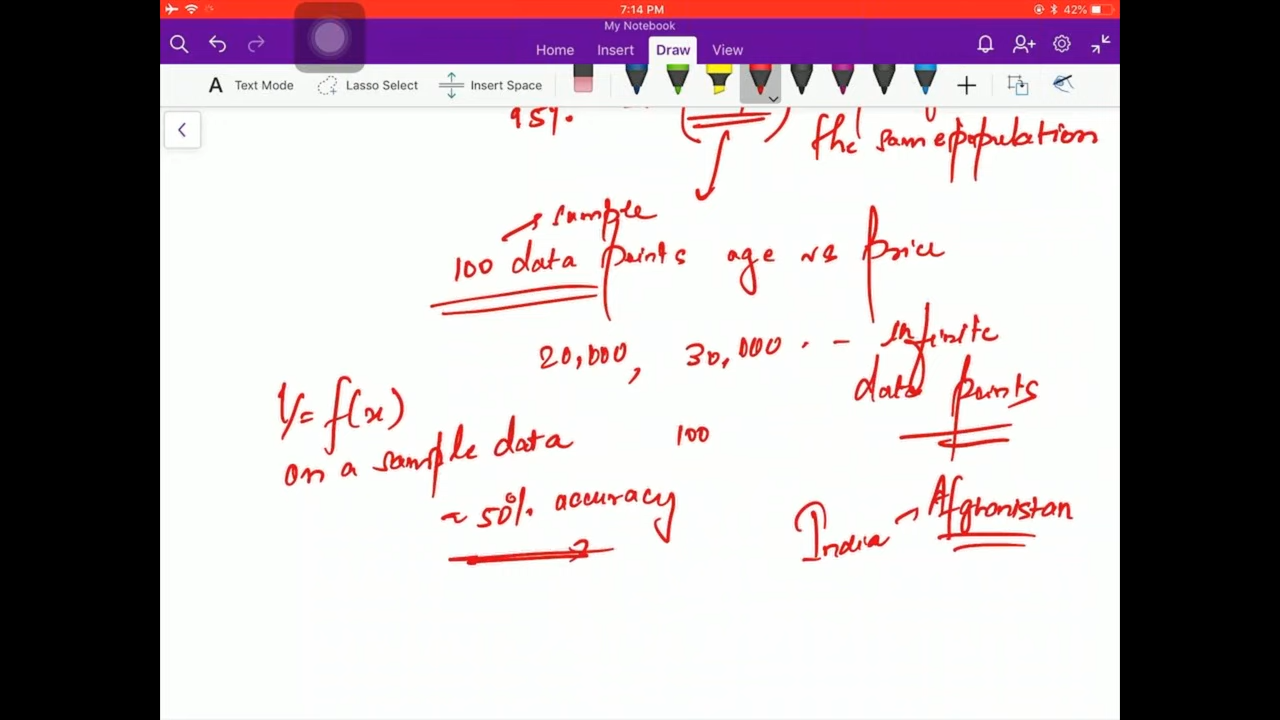 7:14 PM
42%
My Notebook
Home Insert Draw View
A Text Mode Lasso Select Insert Space
95%.
the same population
sample
100 data points age vs price
20,000, 30,000 . - infinite
data points
Y= f(x)
on a sample data 100
~ 50% accuracy
India Afghanistan